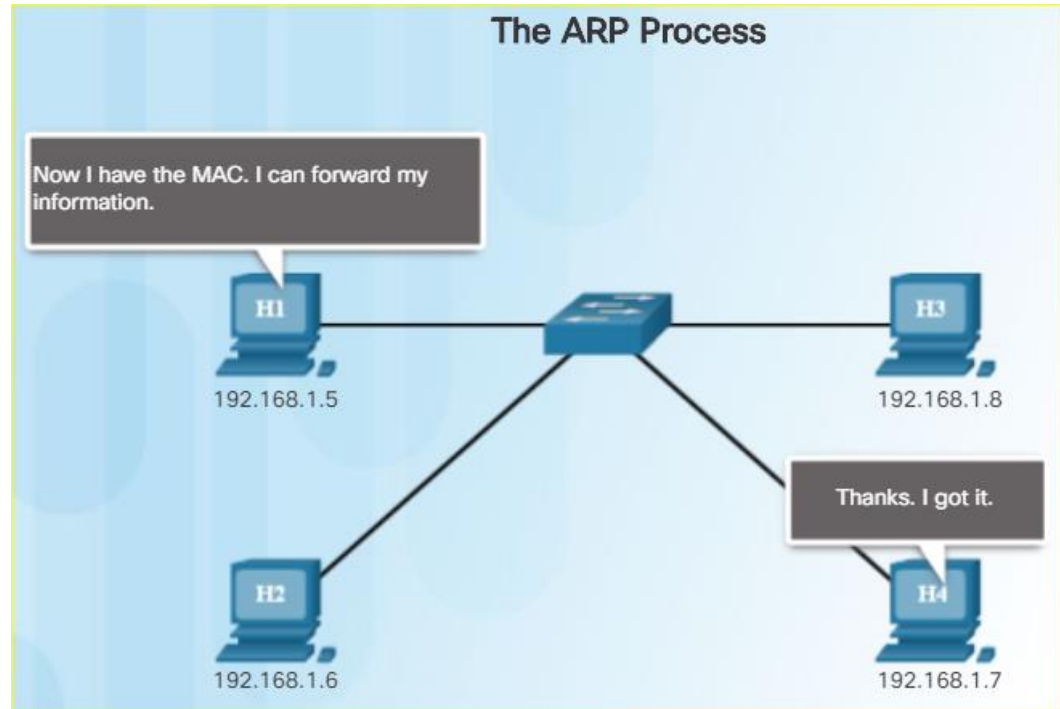 The ARP Process
Now I have the MAC. I can forward my
information.
H1
192.168.1.5
H3
192.168.1.8
Thanks. I got it.
H2
192.168.1.6
H4
192.168.1.7